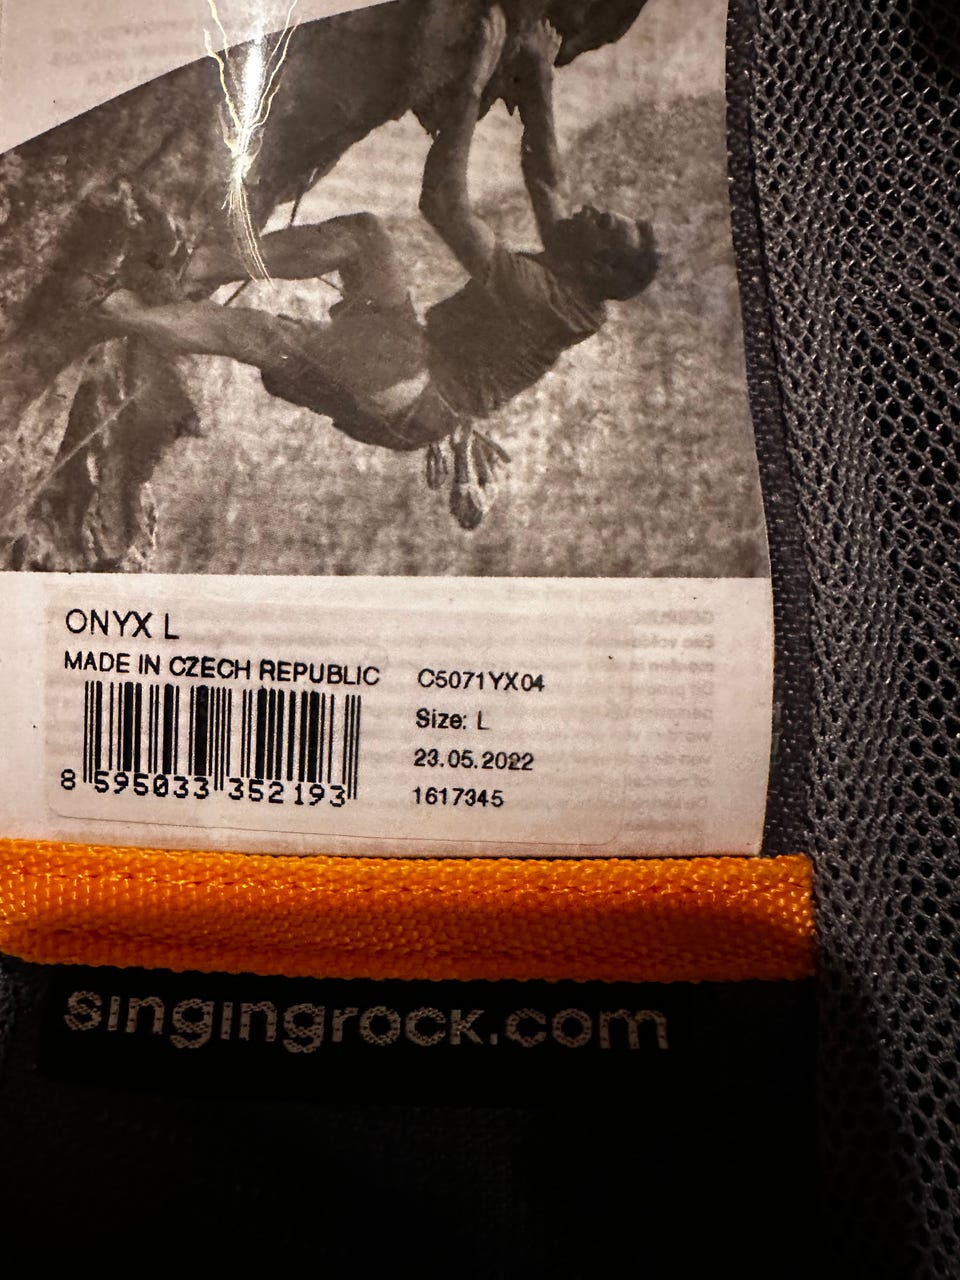 ONYX L
MADE IN CZECH REPUBLIC
8 595033 352193
C5071YX04
Size: L
23.05.2022
1617345
singingrock.com